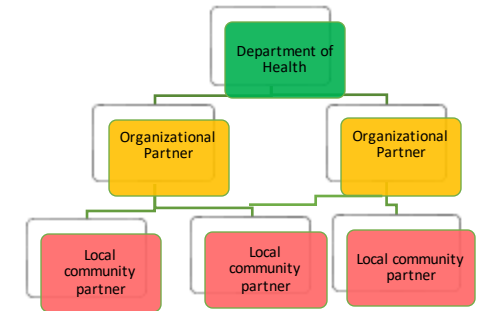 Department of
Health
Organizational
Partner
Organizational
Partner
Local
community
partner
Local
community
partner
Local community
partner